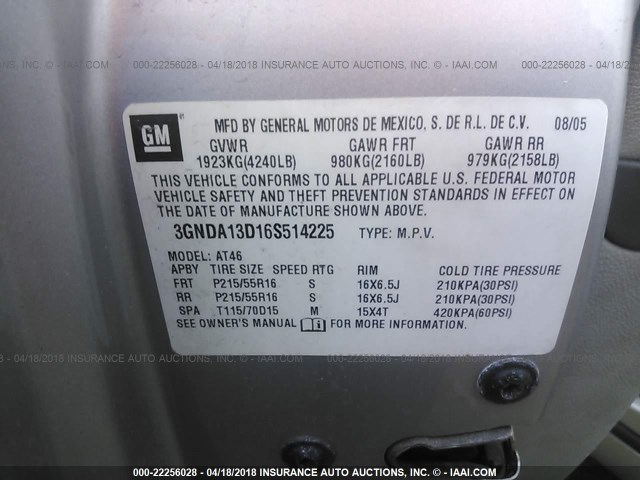 000-22256028 - 04/18/2018 INSURANCE AUTO AUCTIONS, INC. - © - IAAI.COM
GM
MFD BY GENERAL MOTORS DE MEXICO, S. DE R.L. DE C.V. 08/05
GVWR GAWR FRT GAWR RR
1923KG(4240LB) 980KG(2160LB) 979KG(2158LB)
THIS VEHICLE CONFORMS TO ALL APPLICABLE U.S. FEDERAL MOTOR
VEHICLE SAFETY AND THEFT PREVENTION STANDARDS IN EFFECT ON
THE DATE OF MANUFACTURE SHOWN ABOVE.
3GNDA13D16S514225 TYPE: M.P.V.
MODEL: AT46
APBY TIRE SIZE SPEED RTG RIM COLD TIRE PRESSURE
FRT P215/55R16 S 16X6.5J 210KPA(30PSI)
RR P215/55R16 S 16X6.5J 210KPA(30PSI)
SPA T115/70D15 M 15X4T 420KPA(60PSI)
SEE OWNER'S MANUAL FOR MORE INFORMATION.
000-22256028 - 04/18/2018 INSURANCE AUTO AUCTIONS, INC. - © - IAAI.COM